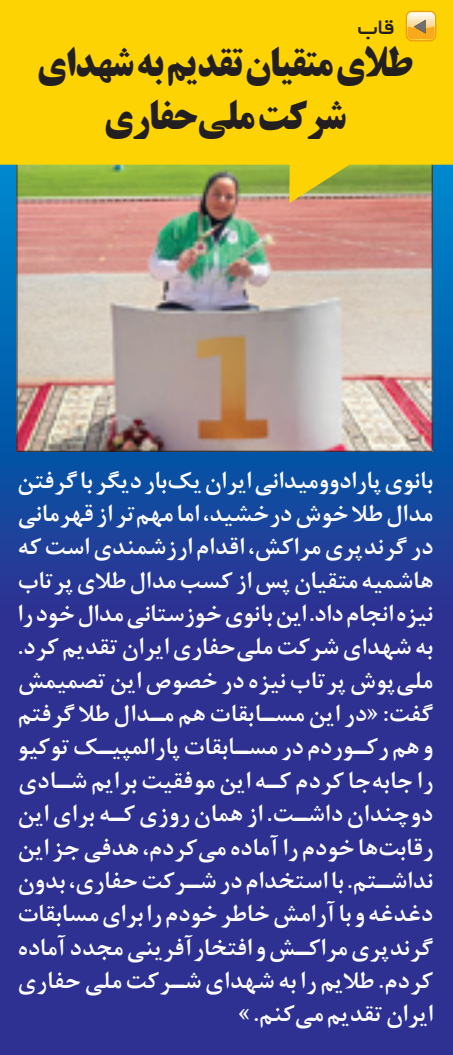 قاب
طلای متقیان تقدیم به شهدای
شرکت ملی حفاری
1
بانوی پارادوومیدانی ایران یک‌بار دیگر با گرفتن
مدال طلا خوش درخشید، اما مهم‌تر از قهرمانی
در گرندپری مراکش، اقدام ارزشمندی است که
هاشمیه متقیان پس از کسب مدال طلای پرتاب
نیزه انجام داد. این بانوی خوزستانی مدال خود را
به شهدای شرکت ملی حفاری ایران تقدیم کرد.
ملی‌پوش پرتاب نیزه در خصوص این تصمیمش
گفت: «در این مسابقات هم مدال طلا گرفتم
و هم رکوردم در مسابقات پارالمپیک توکیو
را جابه‌جا کردم که این موفقیت برایم شادی
دوچندان داشت. از همان روزی که برای این
رقابت‌ها خودم را آماده می‌کردم، هدفی جز این
نداشتم. با استخدام در شرکت حفاری، بدون
دغدغه و با آرامش خاطر خودم را برای مسابقات
گرندپری مراکش و افتخارآفرینی مجدد آماده
کردم. طلایم را به شهدای شرکت ملی حفاری
ایران تقدیم می‌کنم.»